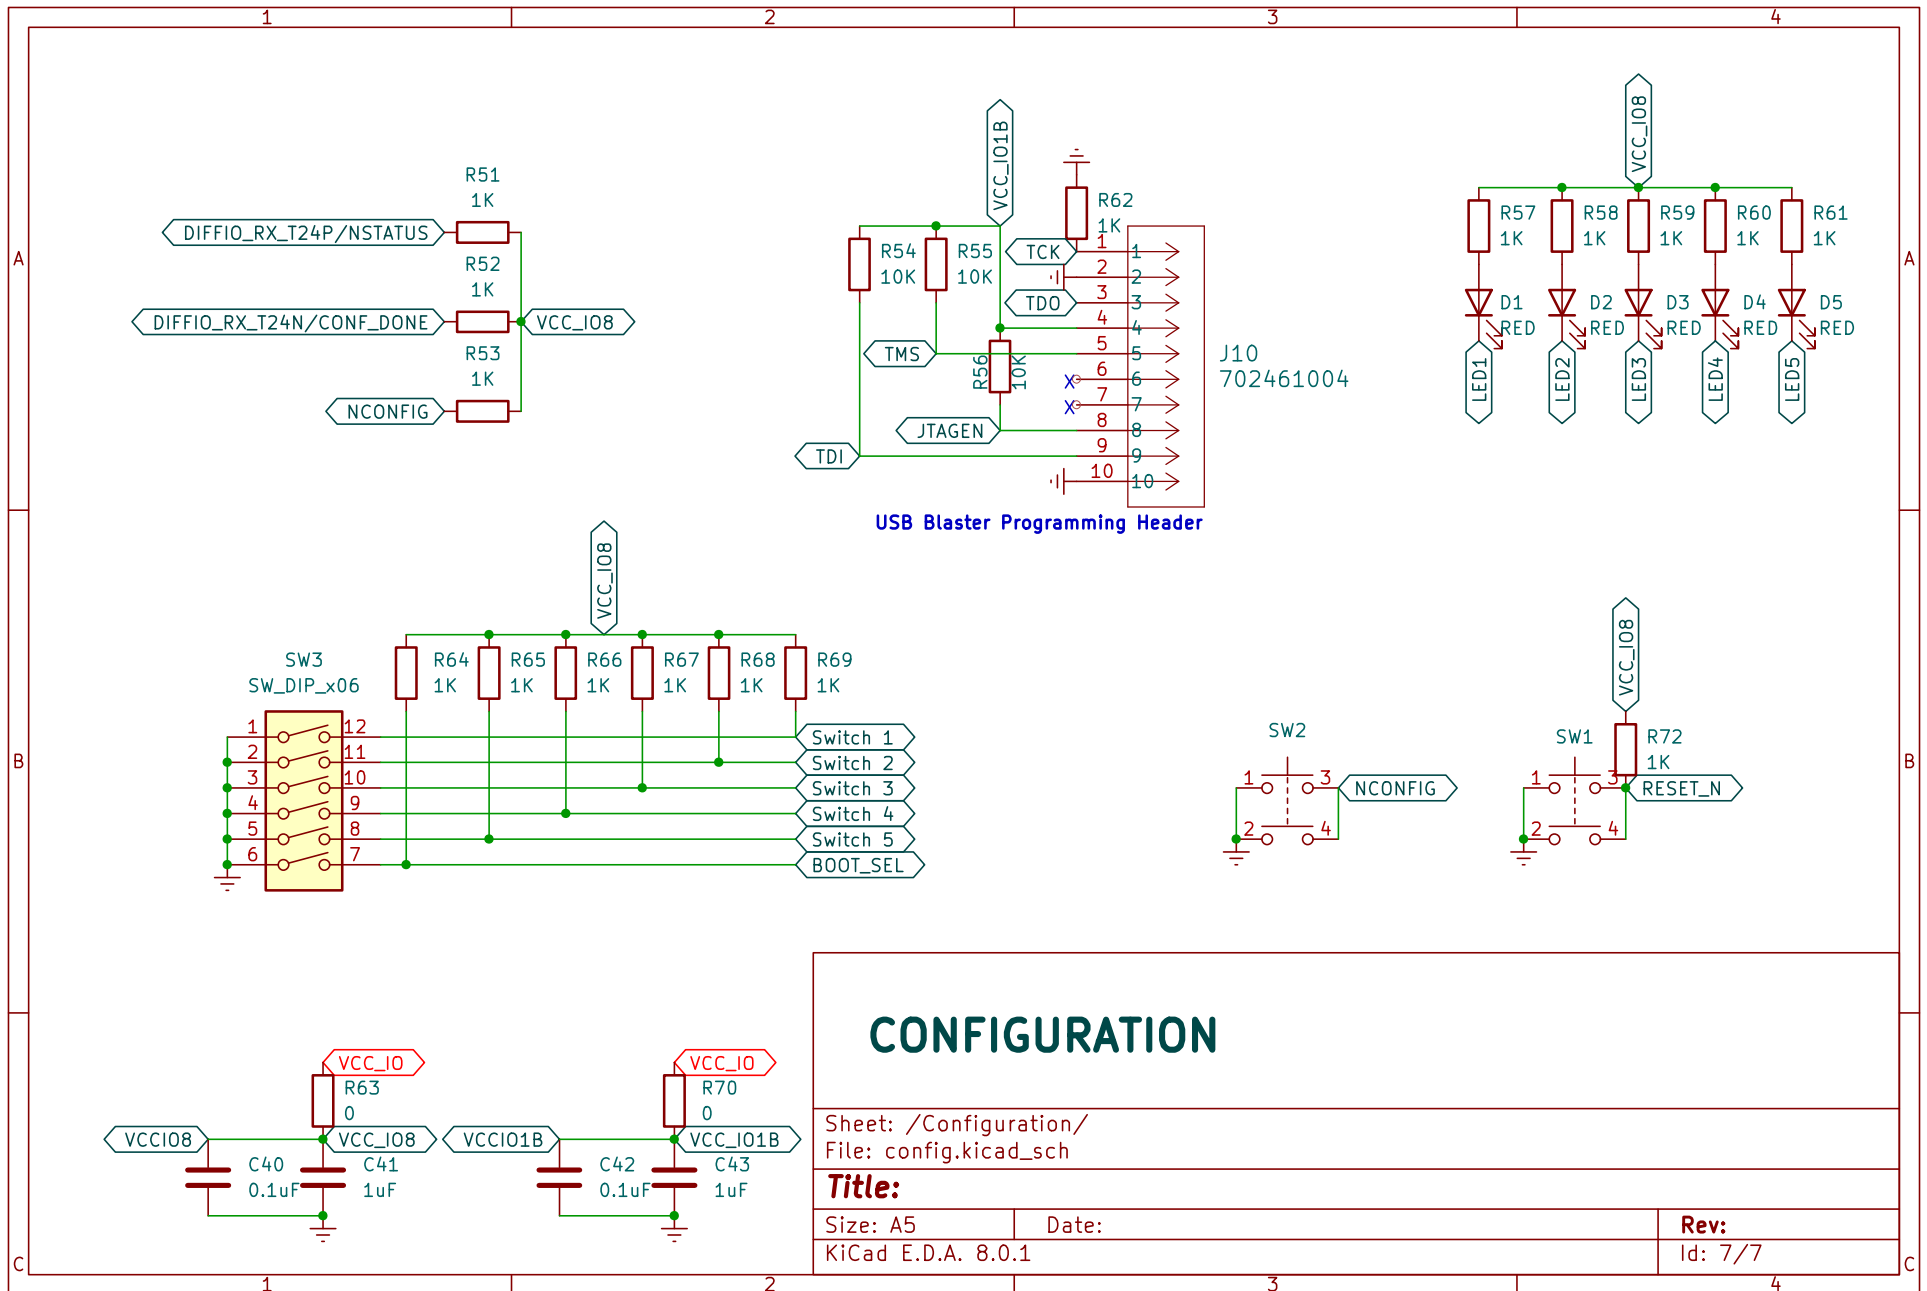 1 2 3 4
A A
B B
C C
R51
1K
DIFFIO_RX_T24P/NSTATUS
R52
1K
DIFFIO_RX_T24N/CONF_DONE
VCC_IO8
R53
1K
NCONFIG
VCC_IO1B
R62
1K
R54
10K
R55
10K
TCK
TDO
TMS
R56
10K
JTAGEN
TDI
1 1
2 2
3 3
4 4
5 5
6 6
7 7
8 8
9 9
10 10
X
X
J10
702461004
USB Blaster Programming Header
VCC_IO8
R57 R58 R59 R60 R61
1K 1K 1K 1K 1K
D1 D2 D3 D4 D5
RED RED RED RED RED
LED1 LED2 LED3 LED4 LED5
VCC_IO8
SW3
SW_DIP_x06
R64 R65 R66 R67 R68 R69
1K 1K 1K 1K 1K 1K
1 12 Switch 1
2 11 Switch 2
3 10 Switch 3
4 9 Switch 4
5 8 Switch 5
6 7 BOOT_SEL
SW2
1 3 NCONFIG
2 4
VCC_IO8
SW1
R72
1K
1 3 RESET_N
2 4
VCC_IO
R63
0
VCCIO8 VCC_IO8
C40 C41
0.1uF 1uF
VCC_IO
R70
0
VCCIO1B VCC_IO1B
C42 C43
0.1uF 1uF
CONFIGURATION
Sheet: /Configuration/
File: config.kicad_sch
Title:
Size: A5 Date: Rev:
KiCad E.D.A. 8.0.1 Id: 7/7
1 2 3 4